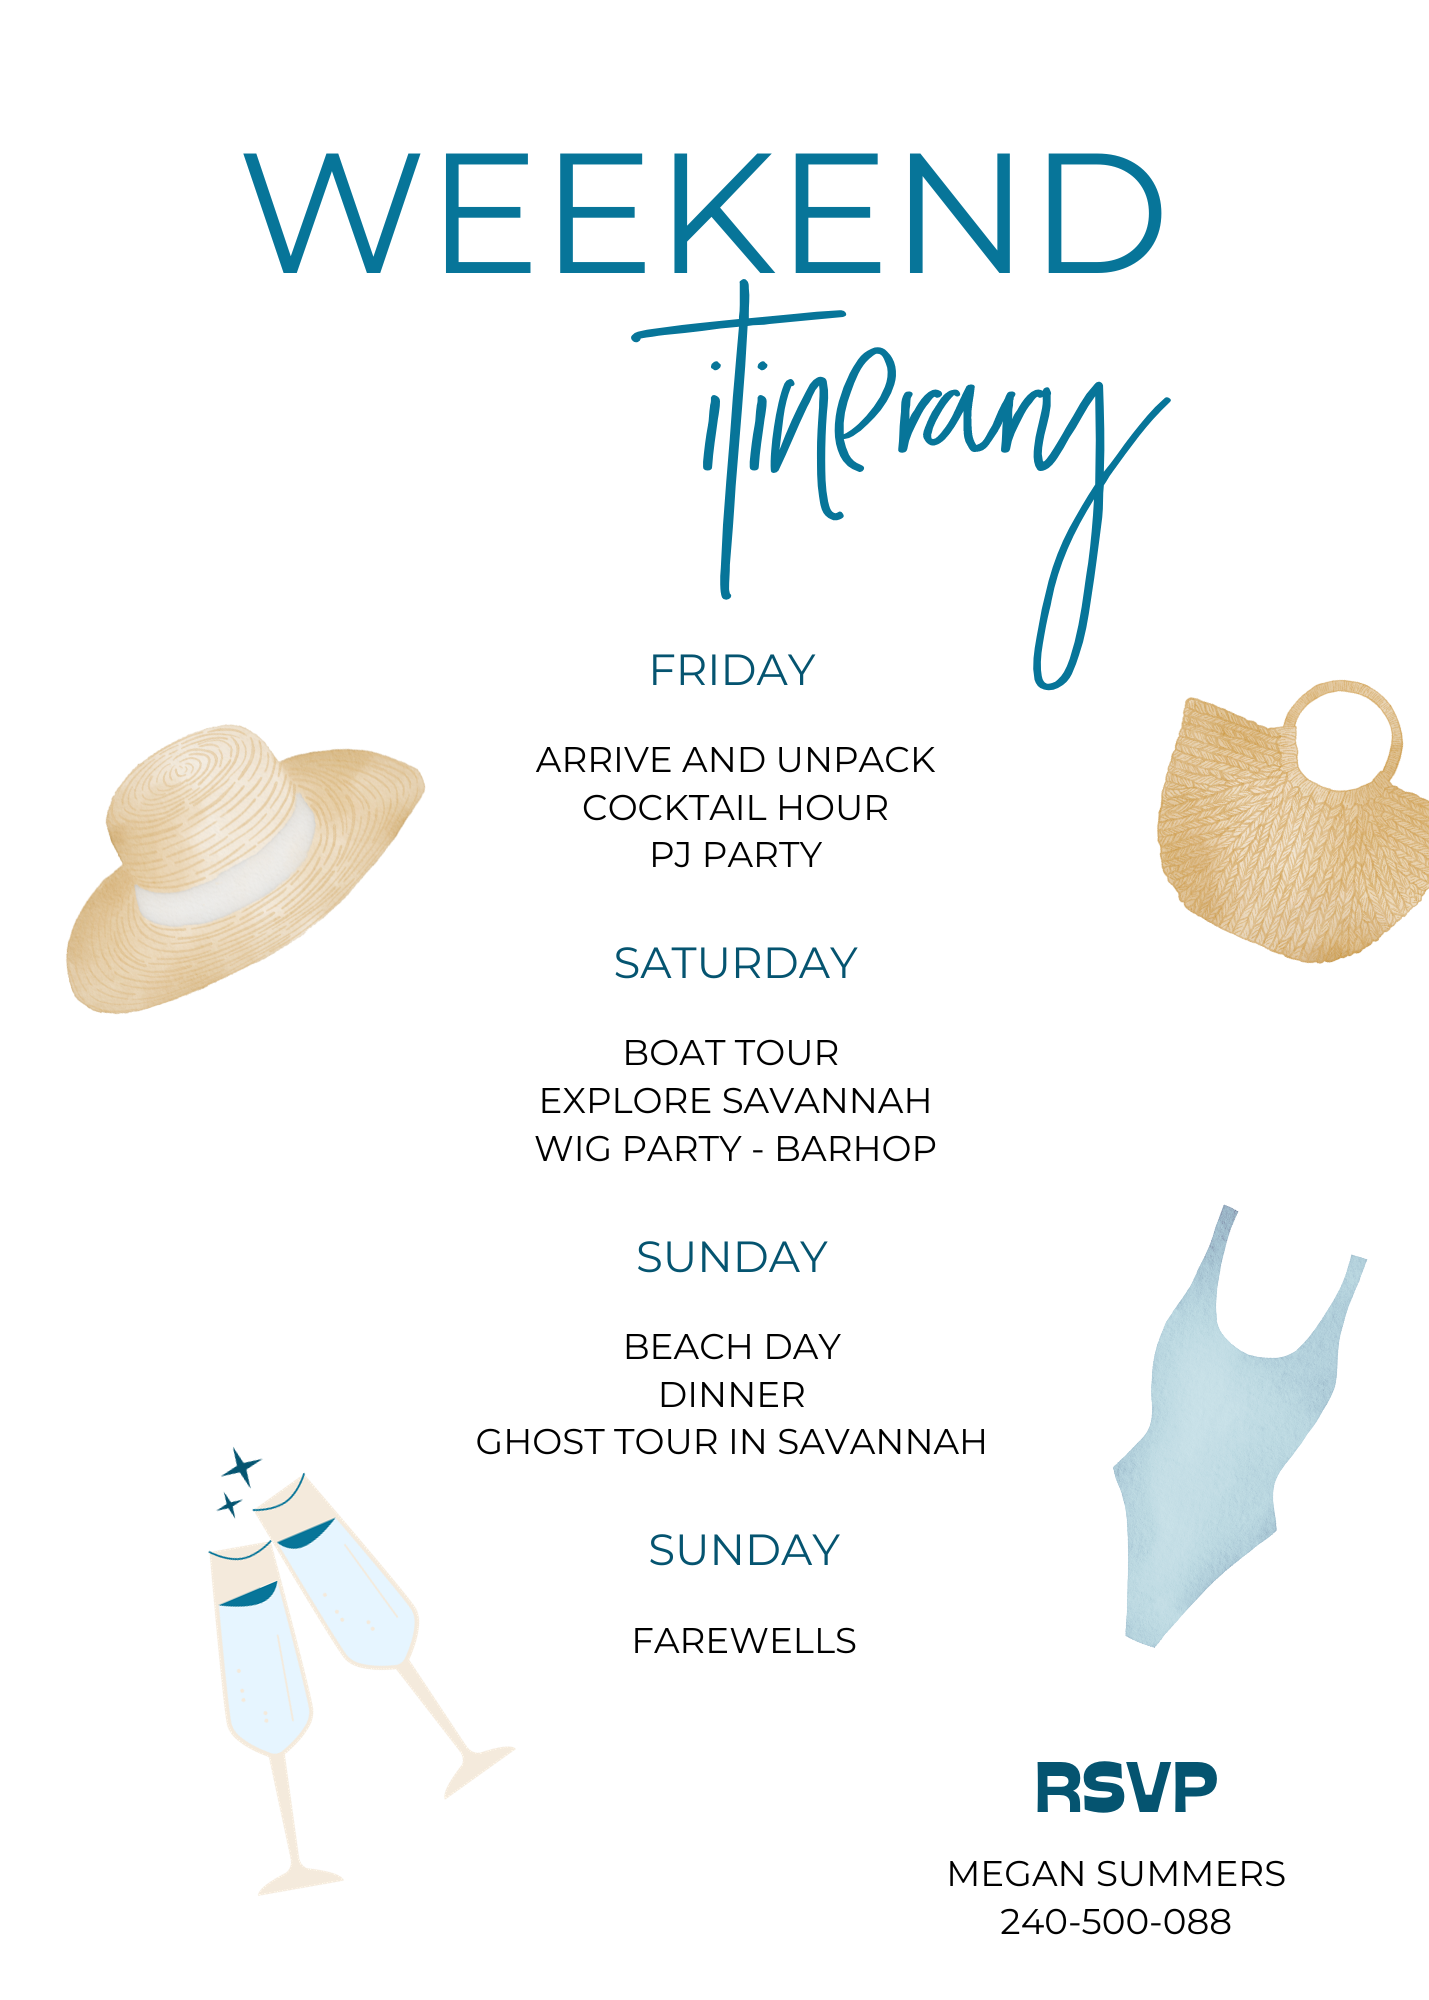 WEEKEND
itinerary
FRIDAY
ARRIVE AND UNPACK
COCKTAIL HOUR
PJ PARTY
SATURDAY
BOAT TOUR
EXPLORE SAVANNAH
WIG PARTY - BARHOP
SUNDAY
BEACH DAY
DINNER
GHOST TOUR IN SAVANNAH
SUNDAY
FAREWELLS
RSVP
MEGAN SUMMERS
240-500-088